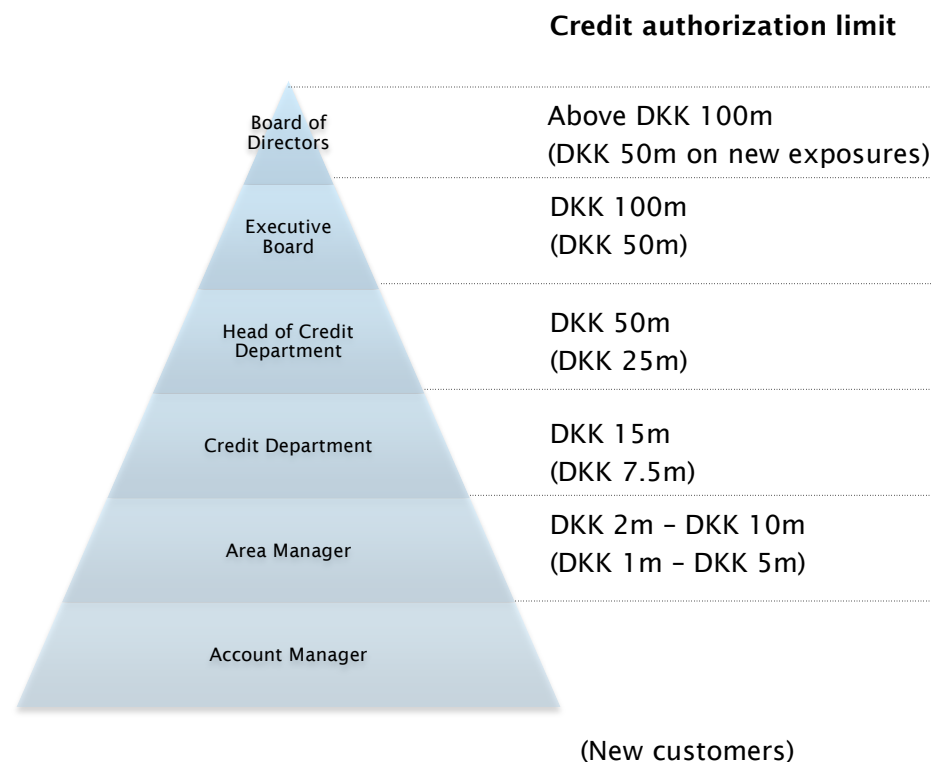 Credit authorization limit
Board of
Directors
Above DKK 100m
(DKK 50m on new exposures)
Executive
Board
DKK 100m
(DKK 50m)
Head of Credit
Department
DKK 50m
(DKK 25m)
Credit Department
DKK 15m
(DKK 7.5m)
Area Manager
DKK 2m – DKK 10m
(DKK 1m – DKK 5m)
Account Manager
(New customers)